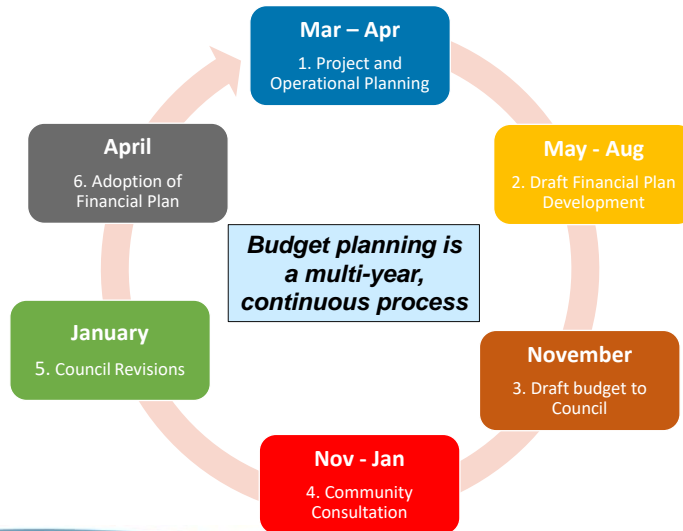 Mar – Apr
1. Project and
Operational Planning
May - Aug
2. Draft Financial Plan
Development
November
3. Draft budget to
Council
Nov - Jan
4. Community
Consultation
January
5. Council Revisions
April
6. Adoption of
Financial Plan
Budget planning is
a multi-year,
continuous process